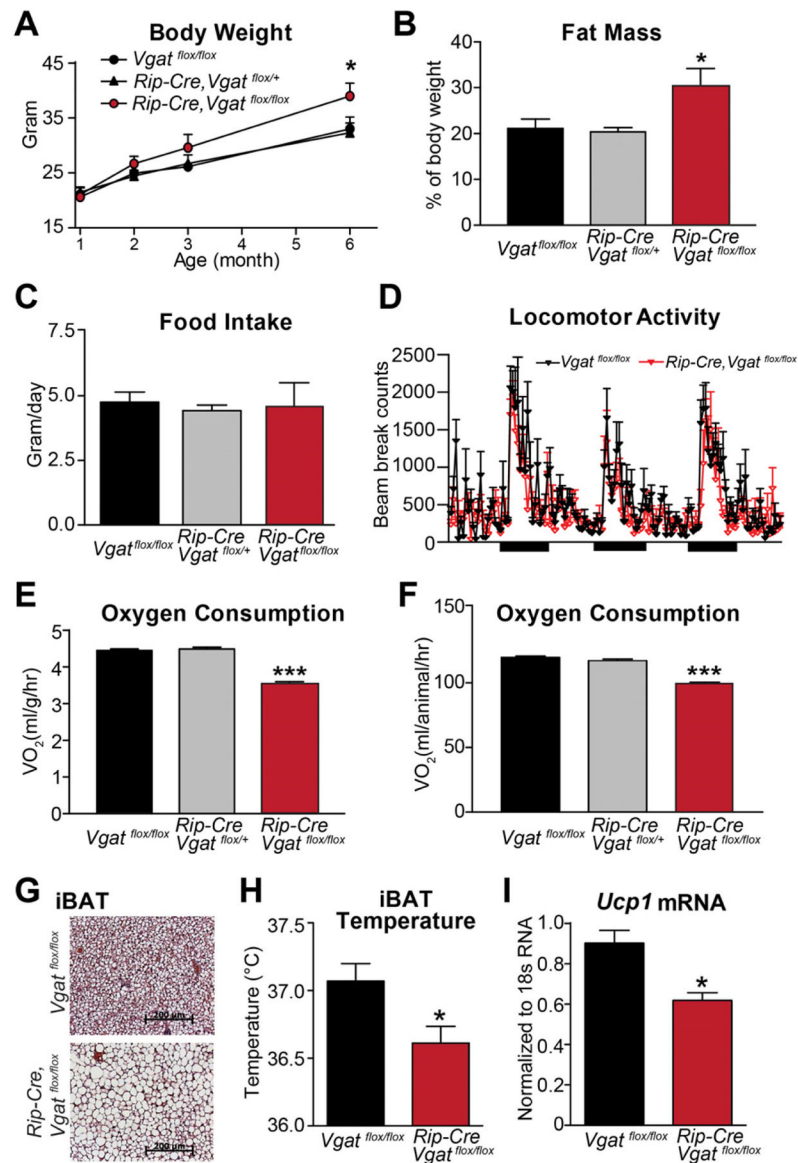 A Body Weight
Vgat flox/flox
Rip-Cre,Vgat flox/+
Rip-Cre,Vgat flox/flox
*
Gram
45
35
25
15
1 2 3 4 5 6
Age (month)
B Fat Mass
% of body weight
40
30
20
10
0
*
Vgat flox/flox
Rip-Cre
Vgat flox/+
Rip-Cre
Vgat flox/flox
C Food Intake
Gram/day
7.5
5.0
2.5
0.0
Vgat flox/flox
Rip-Cre
Vgat flox/+
Rip-Cre
Vgat flox/flox
D Locomotor Activity
Vgat flox/flox
Rip-Cre,Vgat flox/flox
Beam break counts
2500
2000
1500
1000
500
0
E Oxygen Consumption
VO2(ml/g/hr)
5
4
3
2
1
0
***
Vgat flox/flox
Rip-Cre
Vgat flox/+
Rip-Cre
Vgat flox/flox
F Oxygen Consumption
VO2(ml/animal/hr)
150
100
50
0
***
Vgat flox/flox
Rip-Cre
Vgat flox/+
Rip-Cre
Vgat flox/flox
G iBAT
Vgat flox/flox
200 µm
Rip-Cre,
Vgat flox/flox
200 µm
H iBAT
Temperature
Temperature (°C)
37.5
37.0
36.5
36.0
*
Vgat flox/flox
Rip-Cre
Vgat flox/flox
I Ucp1 mRNA
Normalized to 18s RNA
1.0
0.8
0.6
0.4
0.2
0
*
Vgat flox/flox
Rip-Cre
Vgat flox/flox